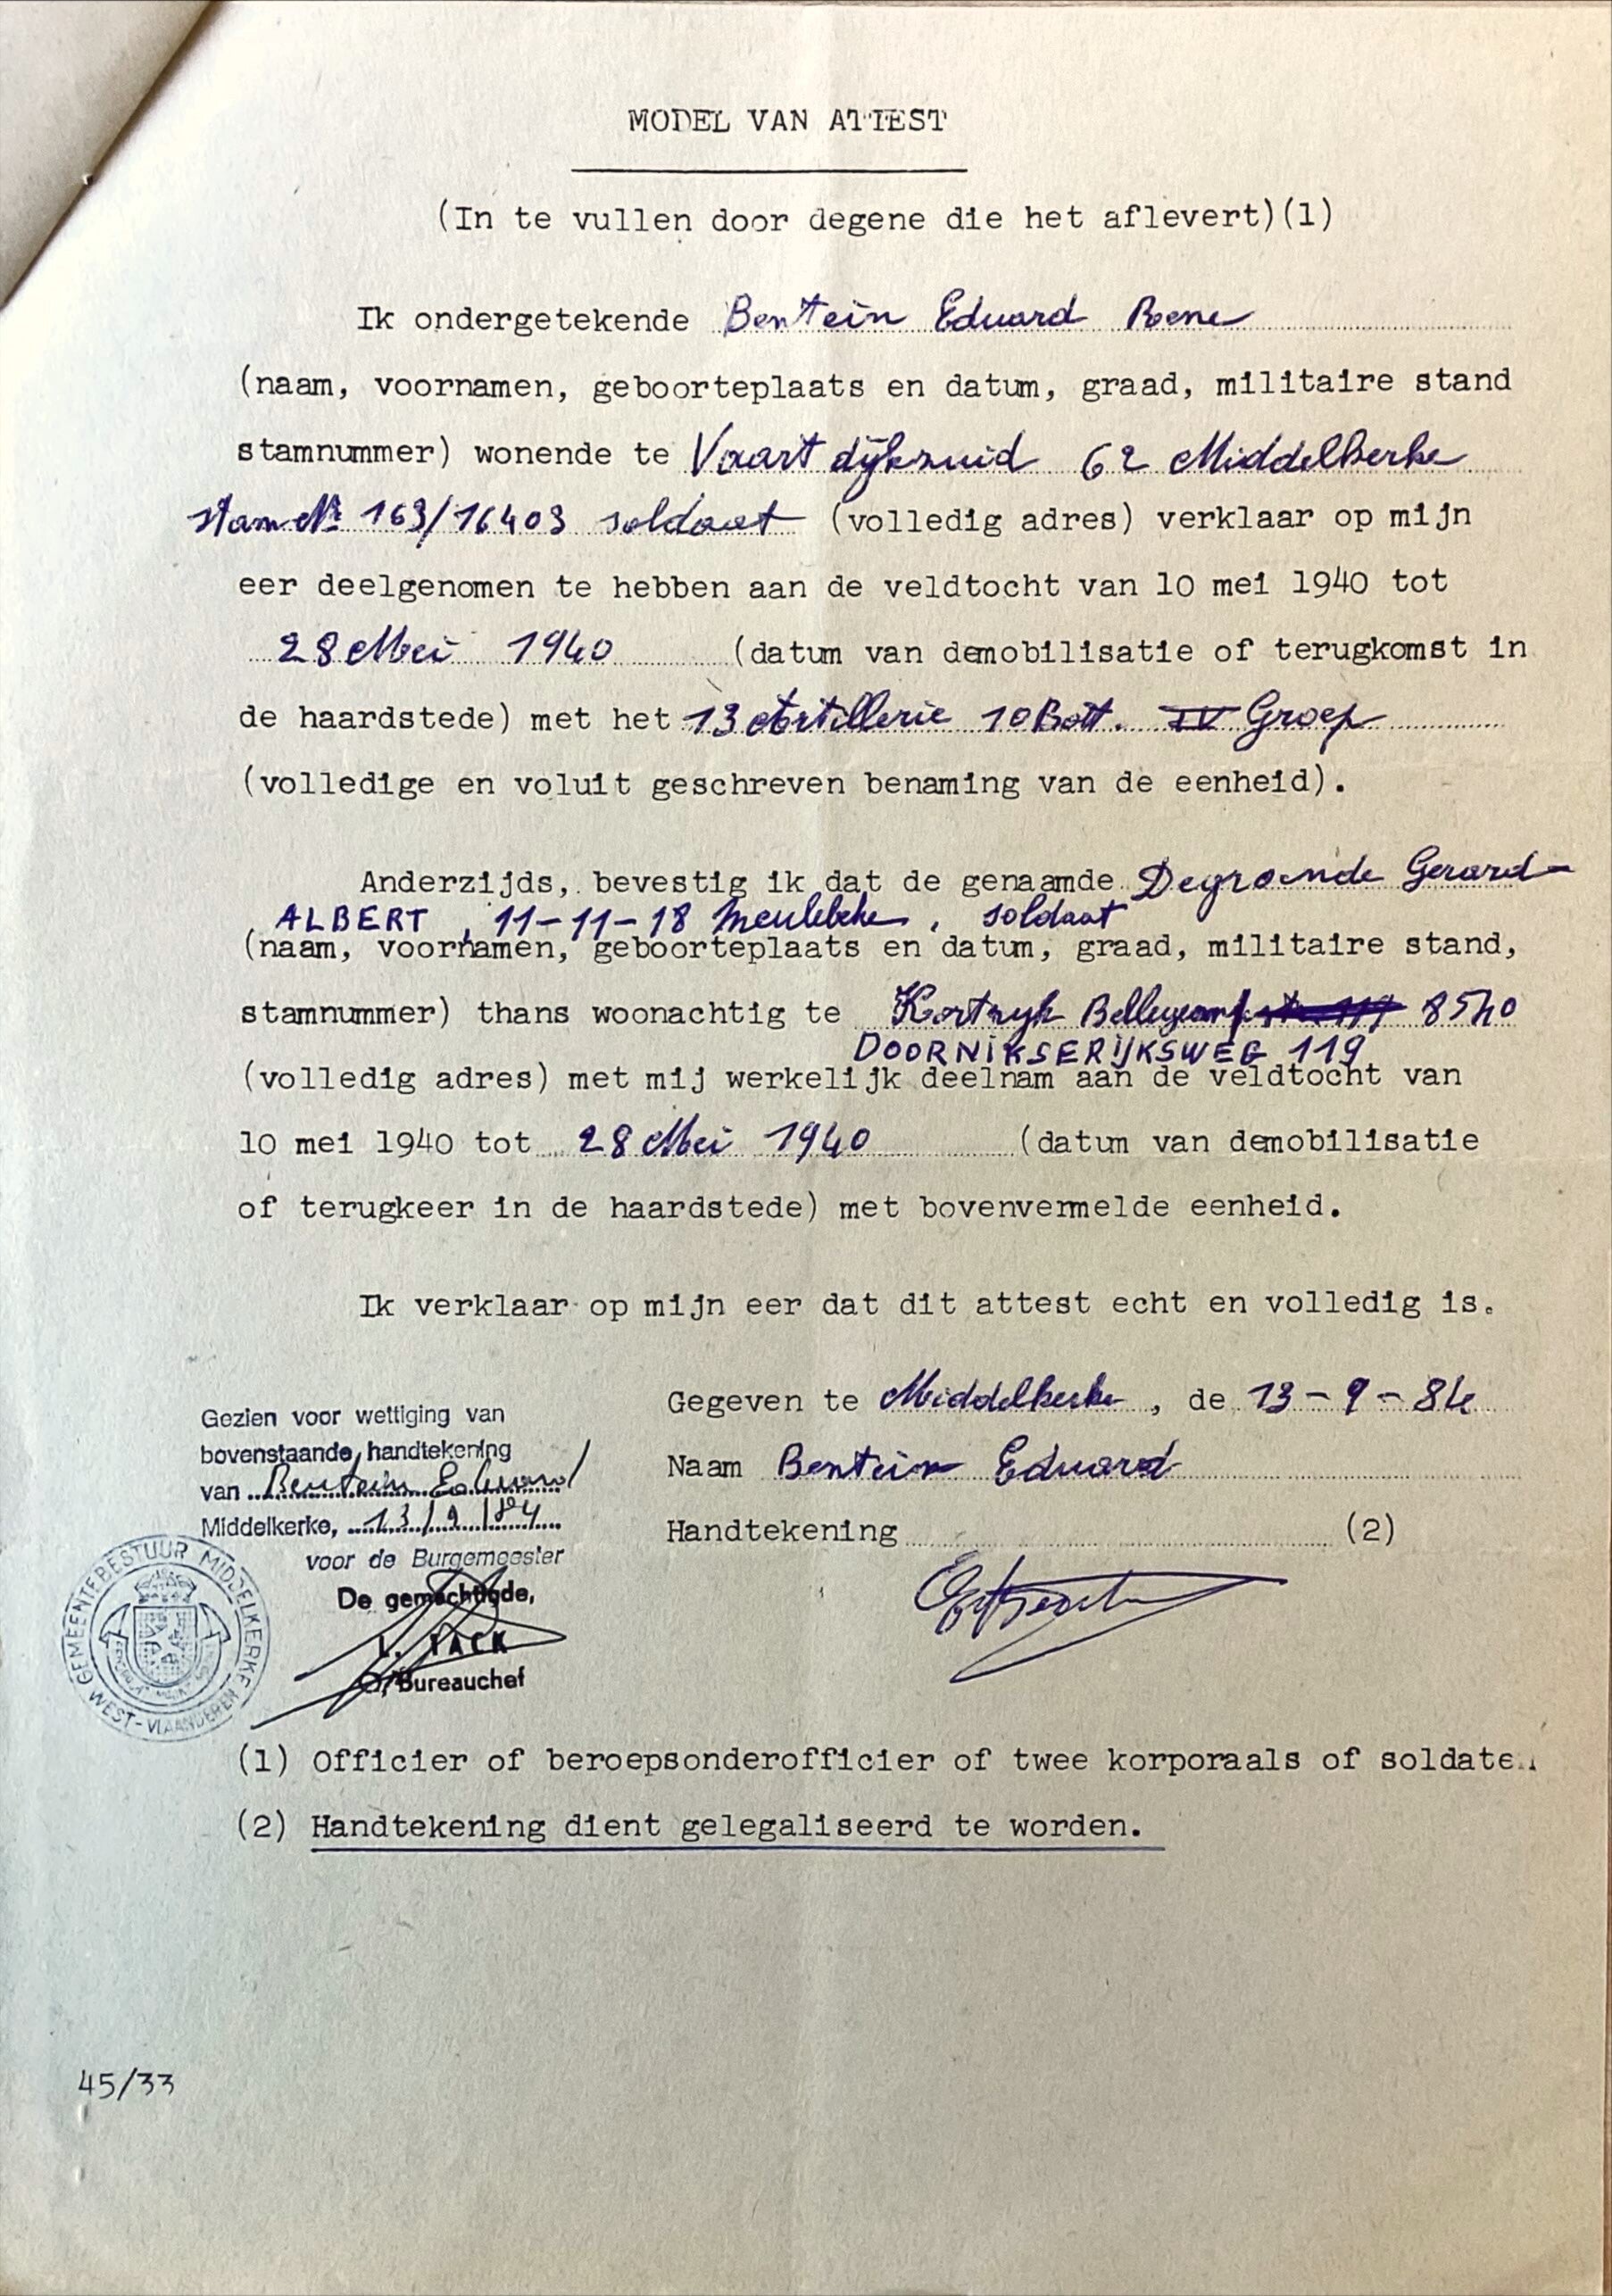 MODEL VAN ATTEST
(In te vullen door degene die het aflevert)(1)
Ik ondergetekende Bentein Eduard Rene
(naam, voornamen, geboorteplaats en datum, graad, militaire stand
stamnummer) wonende te Vaartdijkzuid 62 Middelkerke
stam Nr 163/16403 soldaat (volledig adres) verklaar op mijn
eer deelgenomen te hebben aan de veldtocht van 10 mei 1940 tot
28 Mei 1940 (datum van demobilisatie of terugkomst in
de haardstede) met het 13 Artillerie 10 Batt. IV Groep
(volledige en voluit geschreven benaming van de eenheid).
Anderzijds, bevestig ik dat de genaamde Degroende Gerard-
ALBERT, 11-11-18 Meulebeke, soldaat
(naam, voornamen, geboorteplaats en datum, graad, militaire stand,
stamnummer) thans woonachtig te Kortryk 8540
DOORNIKSERIJKSWEG 119
(volledig adres) met mij werkelijk deelnam aan de veldtocht van
10 mei 1940 tot 28 Mei 1940 (datum van demobilisatie
of terugkeer in de haardstede) met bovenvermelde eenheid.
Ik verklaar op mijn eer dat dit attest echt en volledig is.
Gegeven te Middelkerke, de 13-9-84
Naam Bentein Eduard
Handtekening (2)
Gezien voor wettiging van
bovenstaande handtekening
van Bentein Eduard
Middelkerke, 13/9/84
voor de Burgemeester
De gemachtigde,
L. TACK
Bureauchef
GEMEENTEBESTUUR MIDDELKERKE
WEST-VLAANDEREN
(1) Officier of beroepsonderofficier of twee korporaals of soldaten
(2) Handtekening dient gelegaliseerd te worden.
45/33